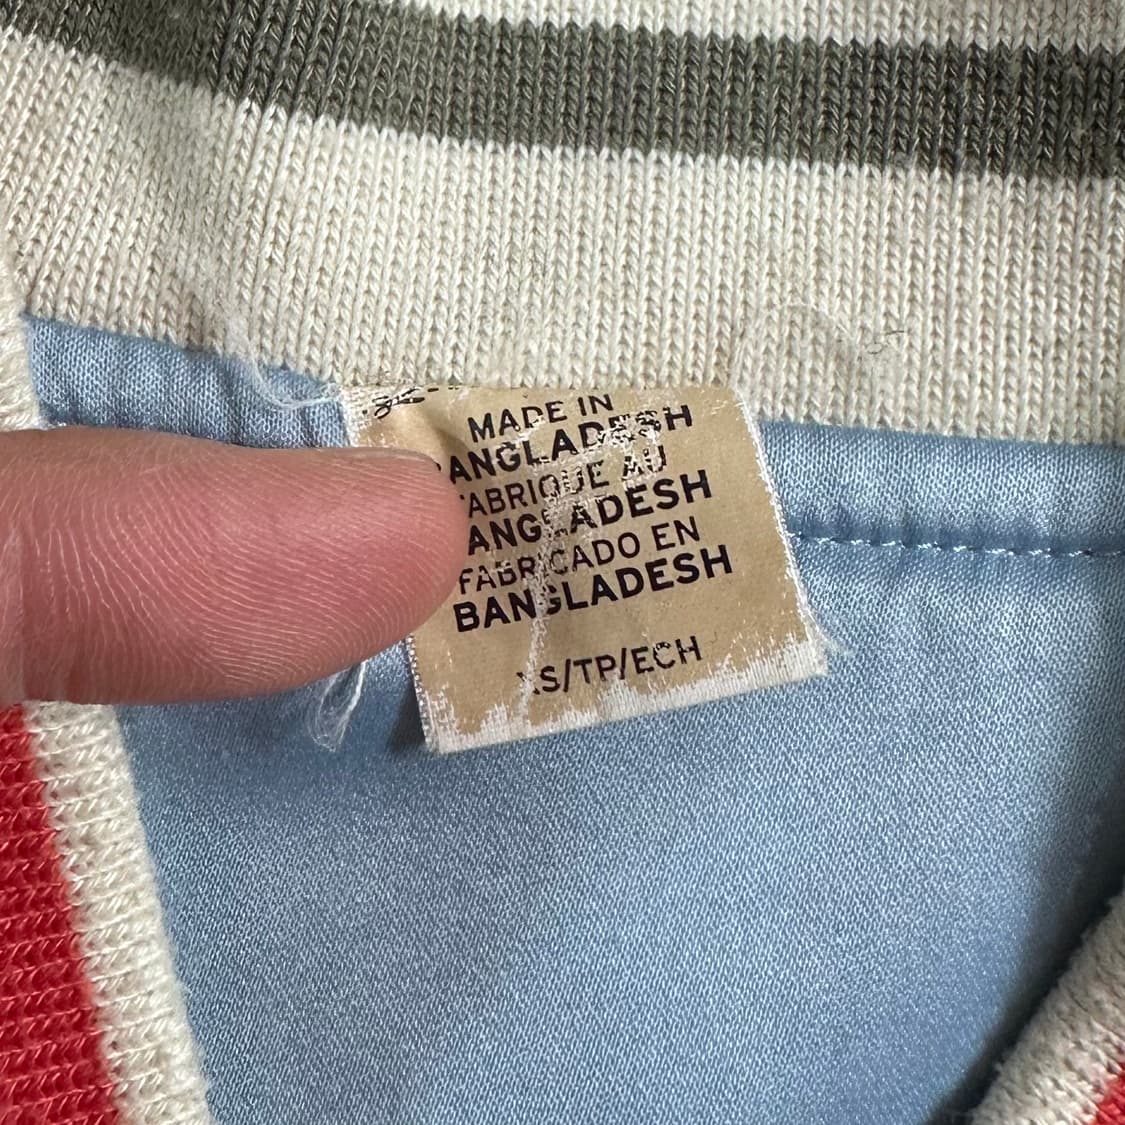 MADE IN
BANGLADESH
FABRIQUE AU
BANGLADESH
FABRICADO EN
BANGLADESH
XS/TP/ECH